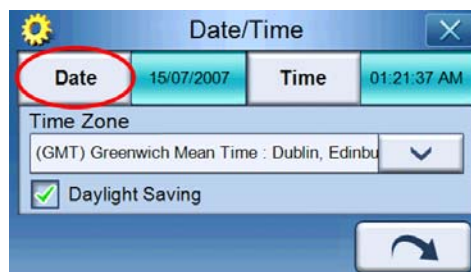 Date/Time
Date 15/07/2007 Time 01:21:37 AM
Time Zone
(GMT) Greenwich Mean Time : Dublin, Edinbu
Daylight Saving